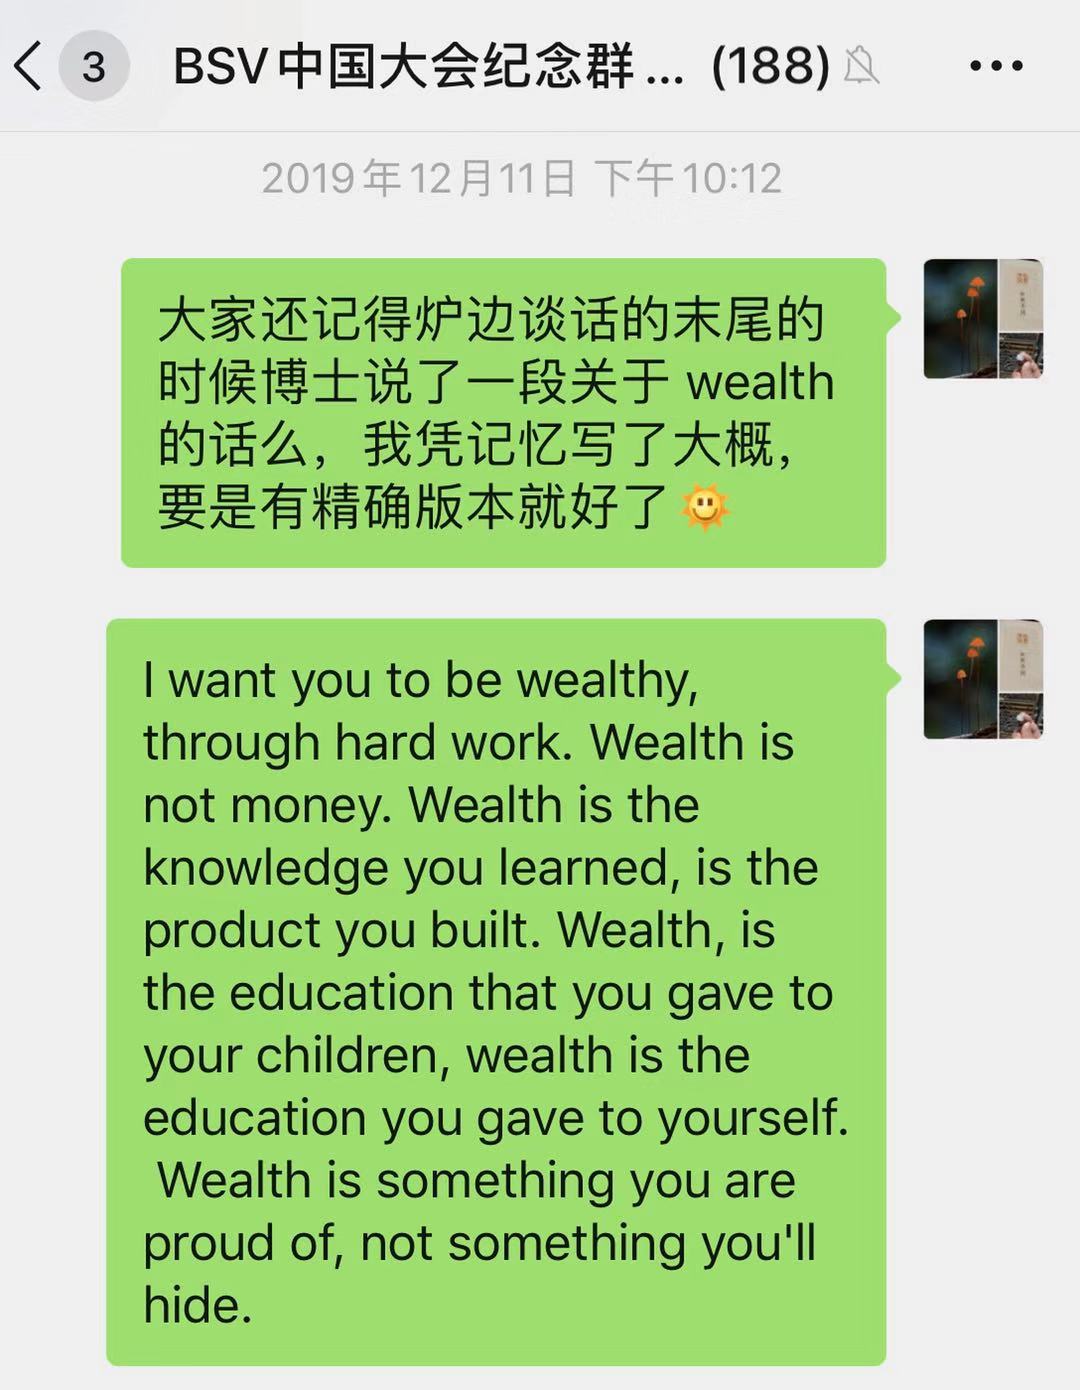 3 BSV中国大会纪念群... (188)
2019年12月11日 下午10:12
大家还记得炉边谈话的末尾的
时候博士说了一段关于 wealth
的话么，我凭记忆写了大概，
要是有精确版本就好了
I want you to be wealthy,
through hard work. Wealth is
not money. Wealth is the
knowledge you learned, is the
product you built. Wealth, is
the education that you gave to
your children, wealth is the
education you gave to yourself.
Wealth is something you are
proud of, not something you'll
hide.